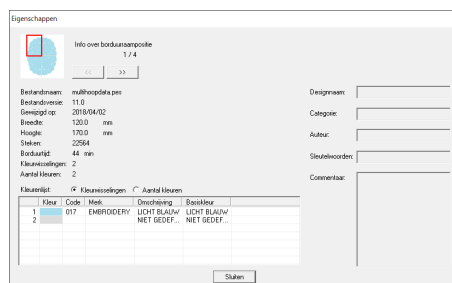 Eigenschappen
Info over borduurraampositie
1 / 4
<< >>
Bestandsnaam: multihoopdata.pes
Bestandsversie: 11.0
Gewijzigd op: 2018/04/02
Breedte: 120.0 mm
Hoogte: 170.0 mm
Steken: 22564
Borduurtijd: 44 min
Kleurwisselingen: 2
Aantal kleuren: 2
Designnaam:
Categorie:
Auteur:
Sleutelwoorden:
Commentaar:
Kleurenlijst: Kleurwisselingen Aantal kleuren
Kleur Code Merk Omschrijving Basiskleur
1 017 EMBROIDERY LICHT BLAUW LICHT BLAUW
2 NIET GEDEF... NIET GEDEF...
Sluiten